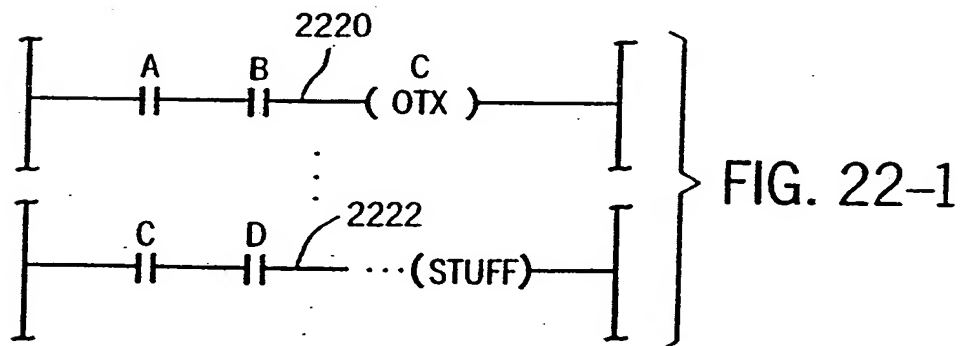 2220
A B C
( OTX )
FIG. 22-1
2222
C D
···(STUFF)